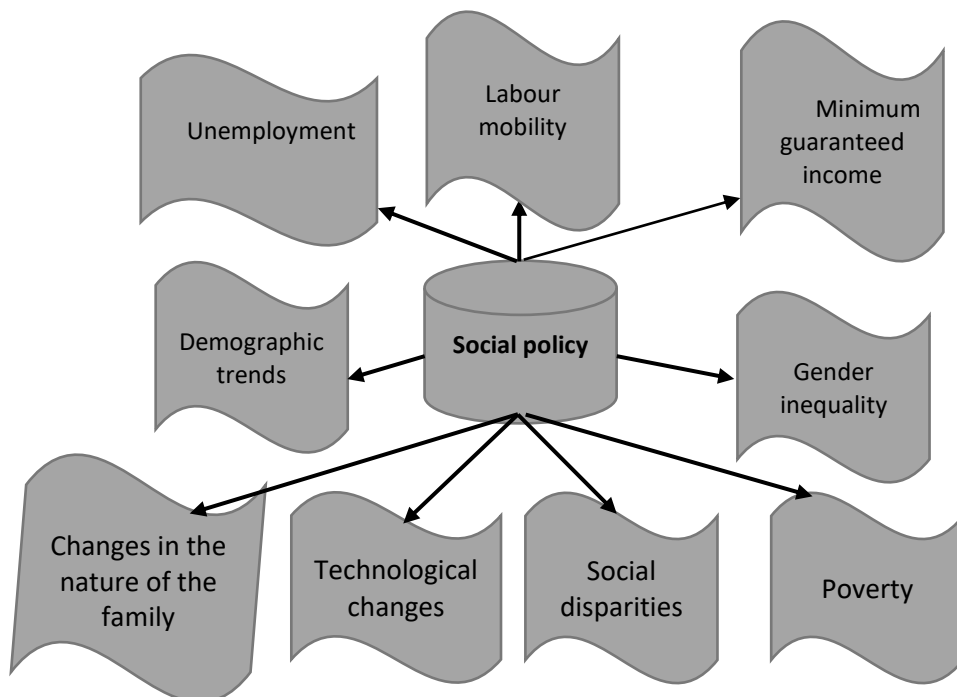 Unemployment
Labour
mobility
Minimum
guaranteed
income
Demographic
trends
Social policy
Gender
inequality
Changes in the
nature of the
family
Technological
changes
Social
disparities
Poverty